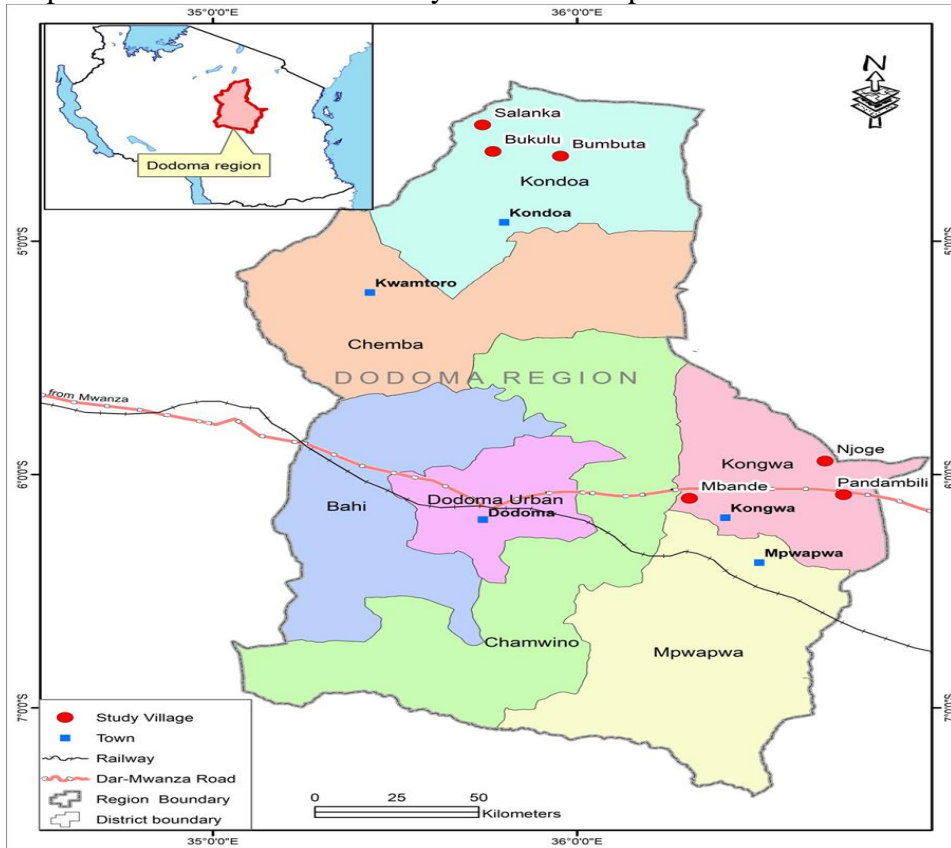 35°0'0"E
36°0'0"E
N
Dodoma region
Salanka
Bukulu
Bumbuta
Kondoa
Kondoa
5°0'0"S
5°0'0"S
Kwamtoro
Chemba
DODOMA REGION
from Mwanza
Njoge
Kongwa
6°0'0"S
6°0'0"S
Pandambili
Mbande
Dodoma Urban
Bahi
Dodoma
Kongwa
Mpwapwa
Chamwino
Mpwapwa
7°0'0"S
7°0'0"S
Study Village
Town
Railway
Dar-Mwanza Road
Region Boundary
District boundary
0 25 50
Kilometers
35°0'0"E
36°0'0"E